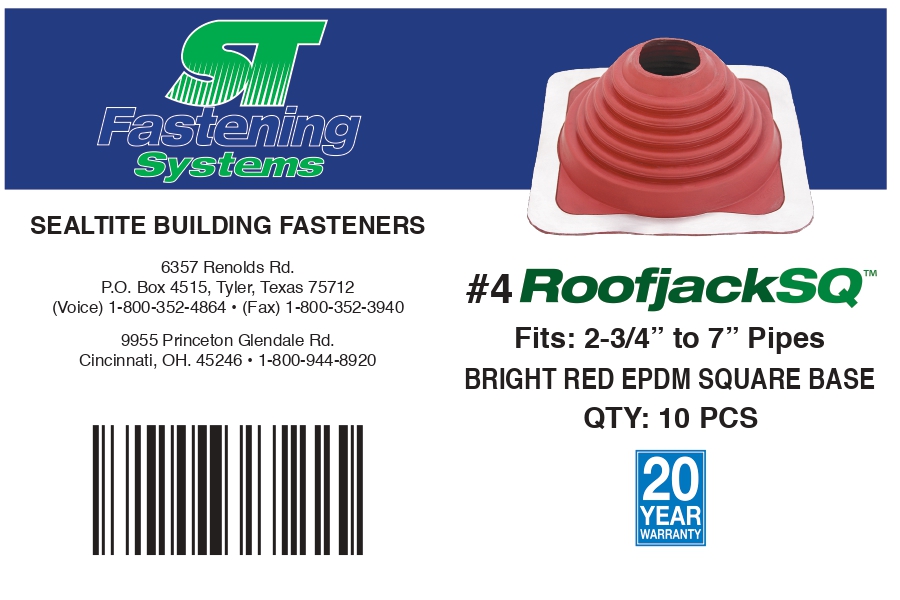 ST
Fastening
Systems
SEALTITE BUILDING FASTENERS
6357 Renolds Rd.
P.O. Box 4515, Tyler, Texas 75712
(Voice) 1-800-352-4864 • (Fax) 1-800-352-3940
9955 Princeton Glendale Rd.
Cincinnati, OH. 45246 • 1-800-944-8920
#4 RoofjackSQ™
Fits: 2-3/4” to 7” Pipes
BRIGHT RED EPDM SQUARE BASE
QTY: 10 PCS
20
YEAR
WARRANTY